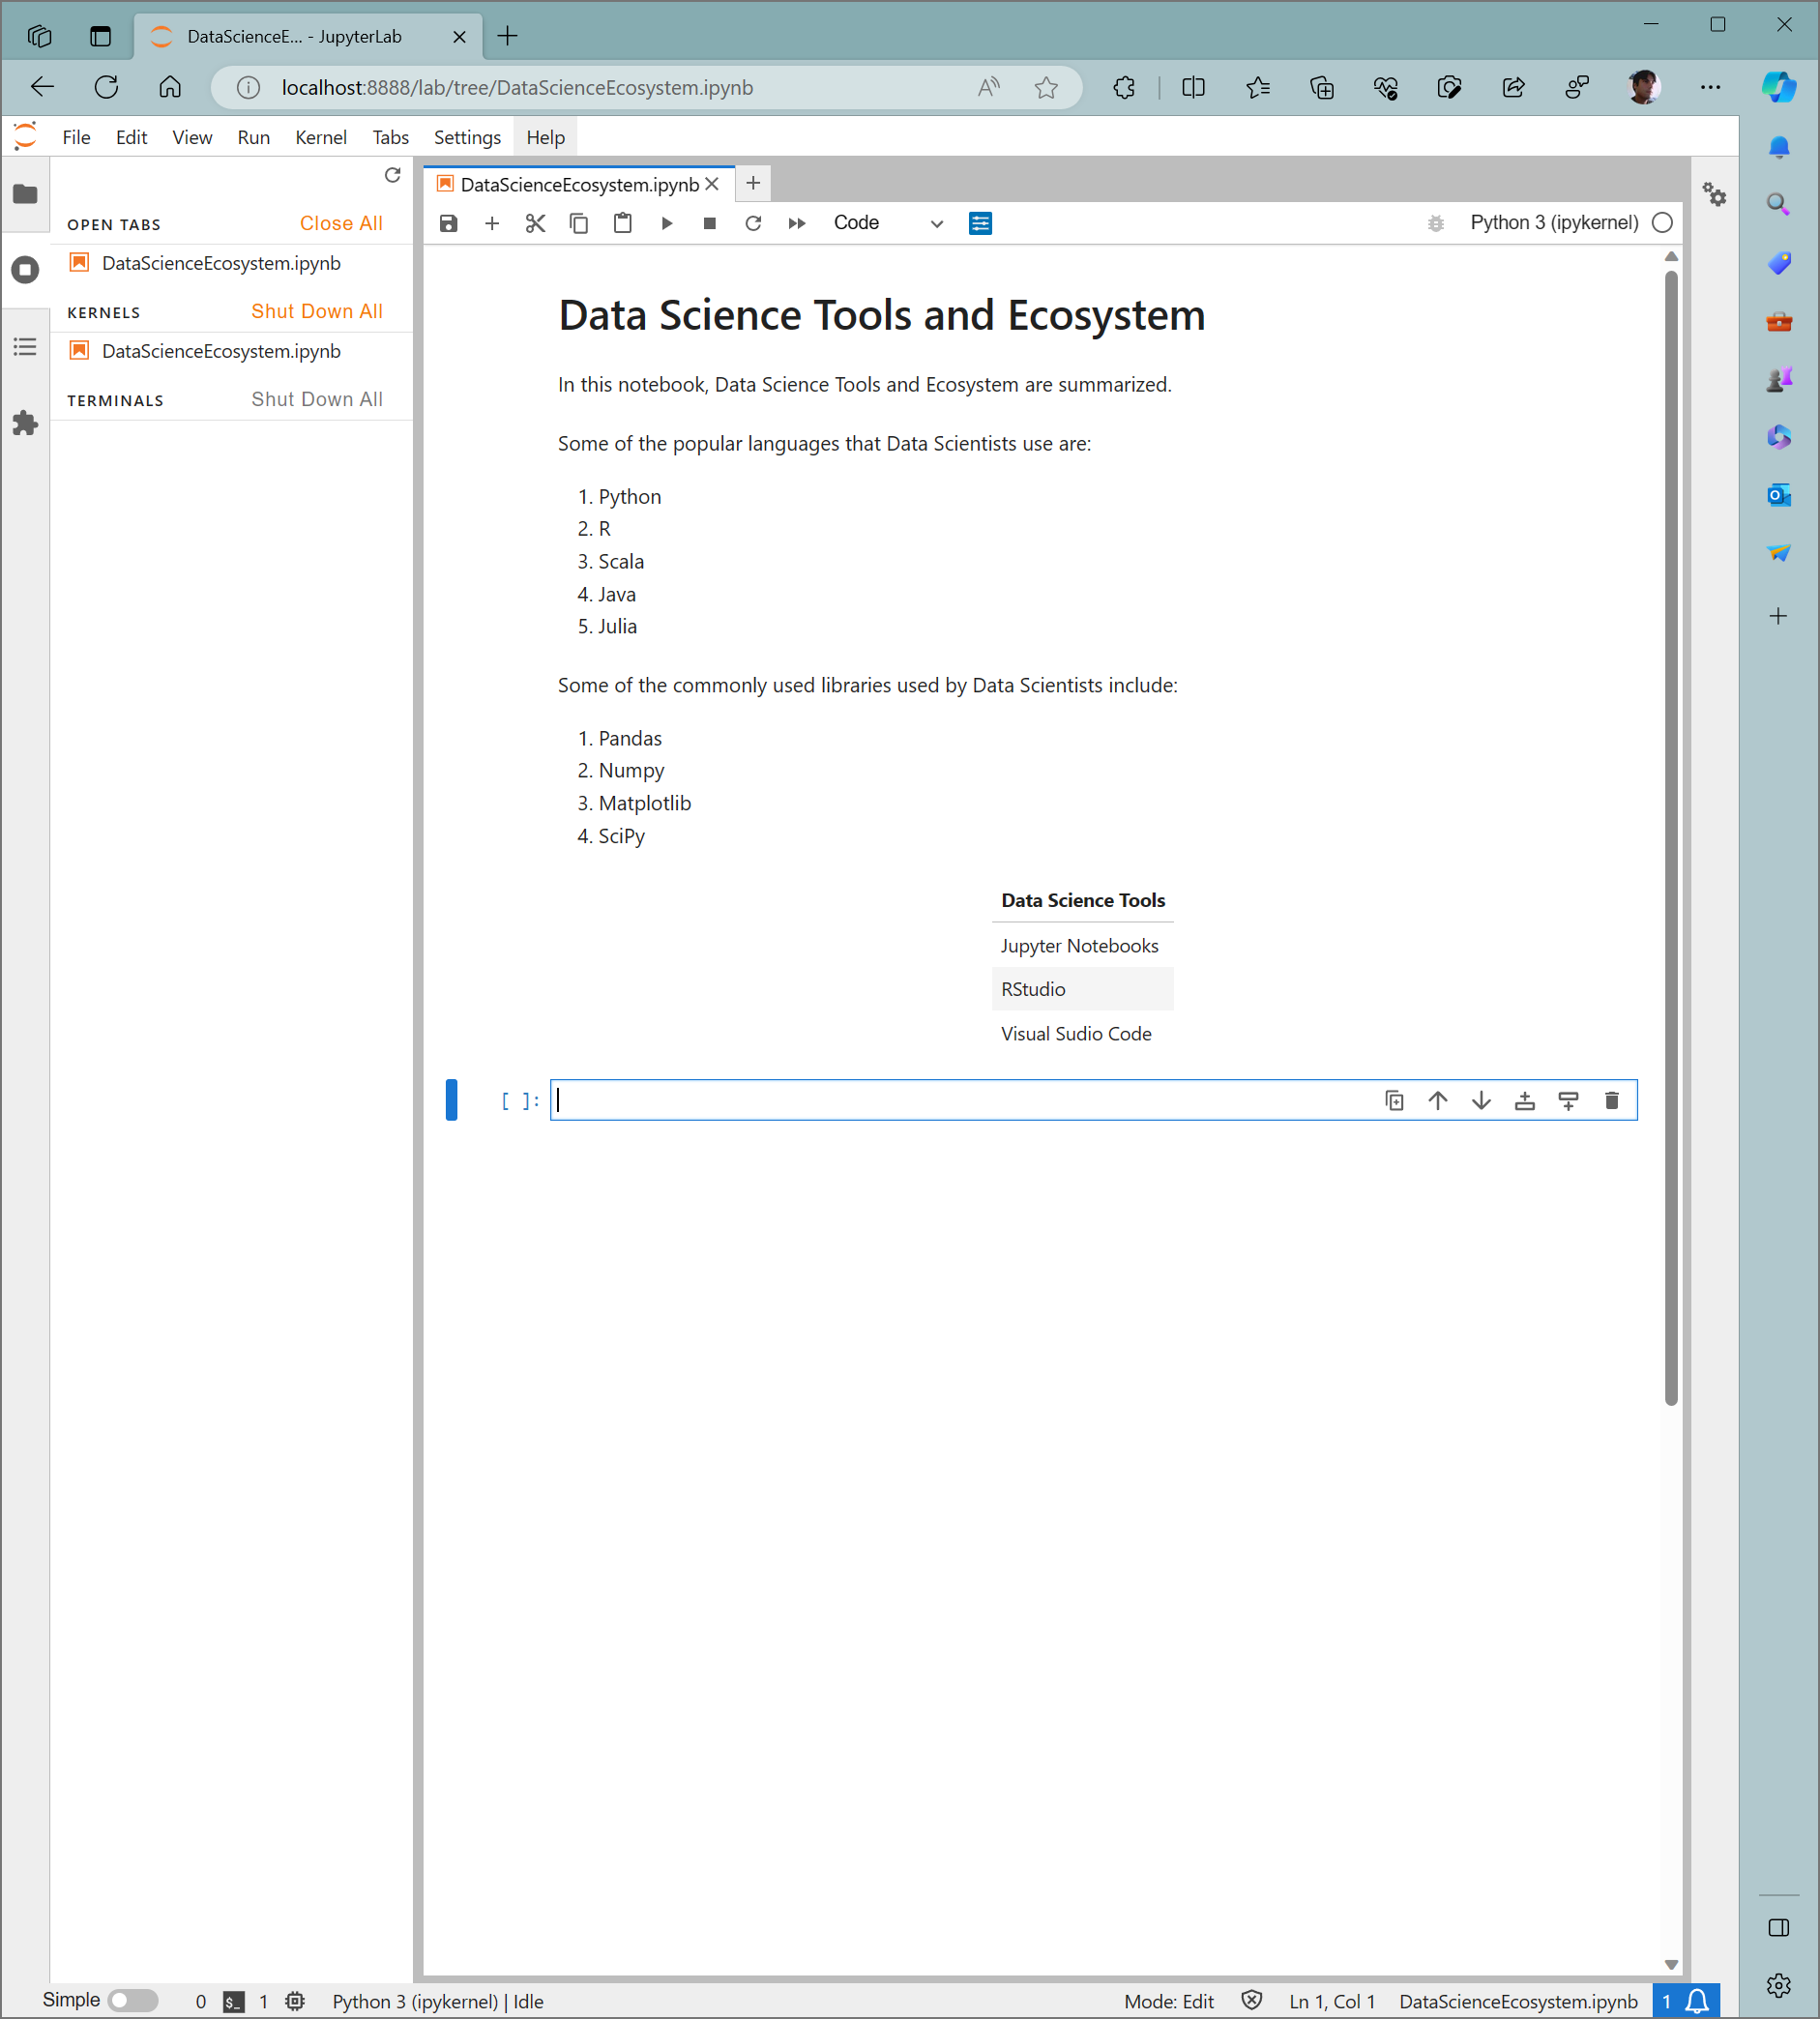 DataScienceE... - JupyterLab
localhost:8888/lab/tree/DataScienceEcosystem.ipynb
File Edit View Run Kernel Tabs Settings Help
OPEN TABS Close All
DataScienceEcosystem.ipynb
KERNELS Shut Down All
DataScienceEcosystem.ipynb
TERMINALS Shut Down All
DataScienceEcosystem.ipynb
Code Python 3 (ipykernel)
Data Science Tools and Ecosystem
In this notebook, Data Science Tools and Ecosystem are summarized.
Some of the popular languages that Data Scientists use are:
1. Python
2. R
3. Scala
4. Java
5. Julia
Some of the commonly used libraries used by Data Scientists include:
1. Pandas
2. Numpy
3. Matplotlib
4. SciPy
Data Science Tools
Jupyter Notebooks
RStudio
Visual Sudio Code
[ ]:
Simple 0 $_ 1 Python 3 (ipykernel) | Idle Mode: Edit Ln 1, Col 1 DataScienceEcosystem.ipynb 1